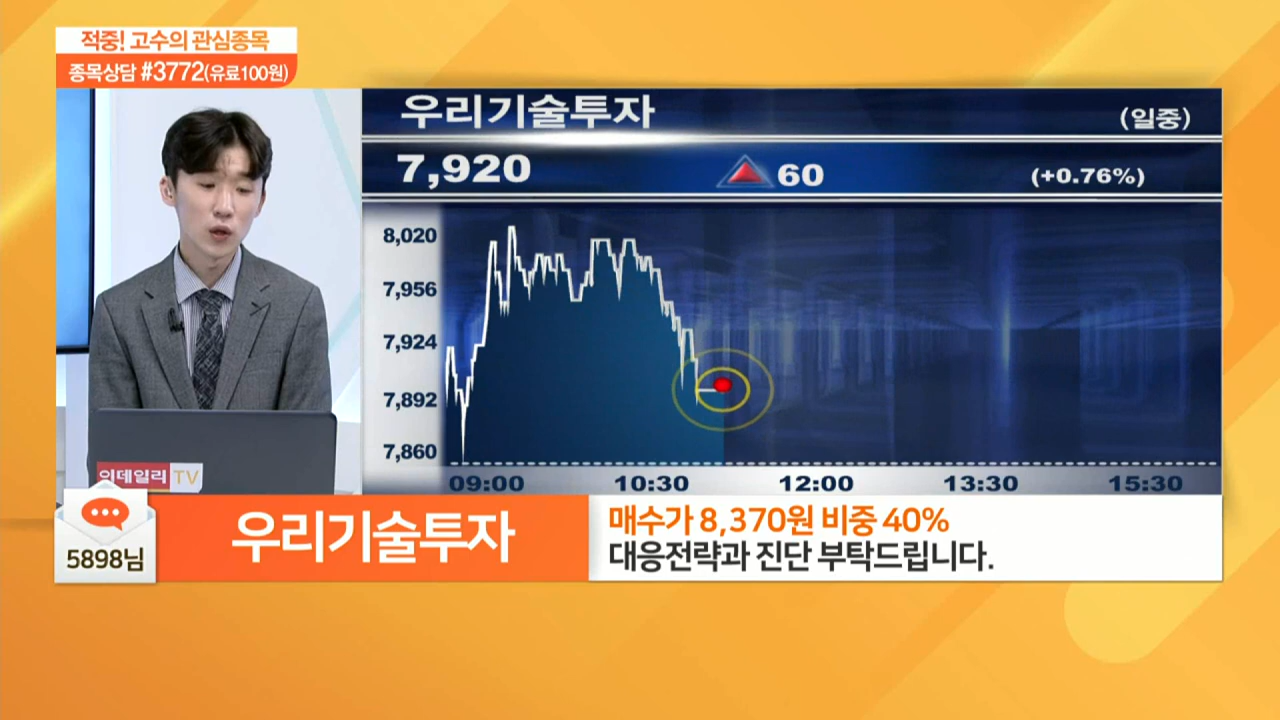 적중! 고수의 관심종목
종목상담 #3772(유료100원)
우리기술투자
(일중)
7,920
60
(+0.76%)
8,020
7,956
7,924
7,892
7,860
09:00
10:30
12:00
13:30
15:30
이데일리 TV
5898님
우리기술투자
매수가 8,370원 비중 40%
대응전략과 진단 부탁드립니다.